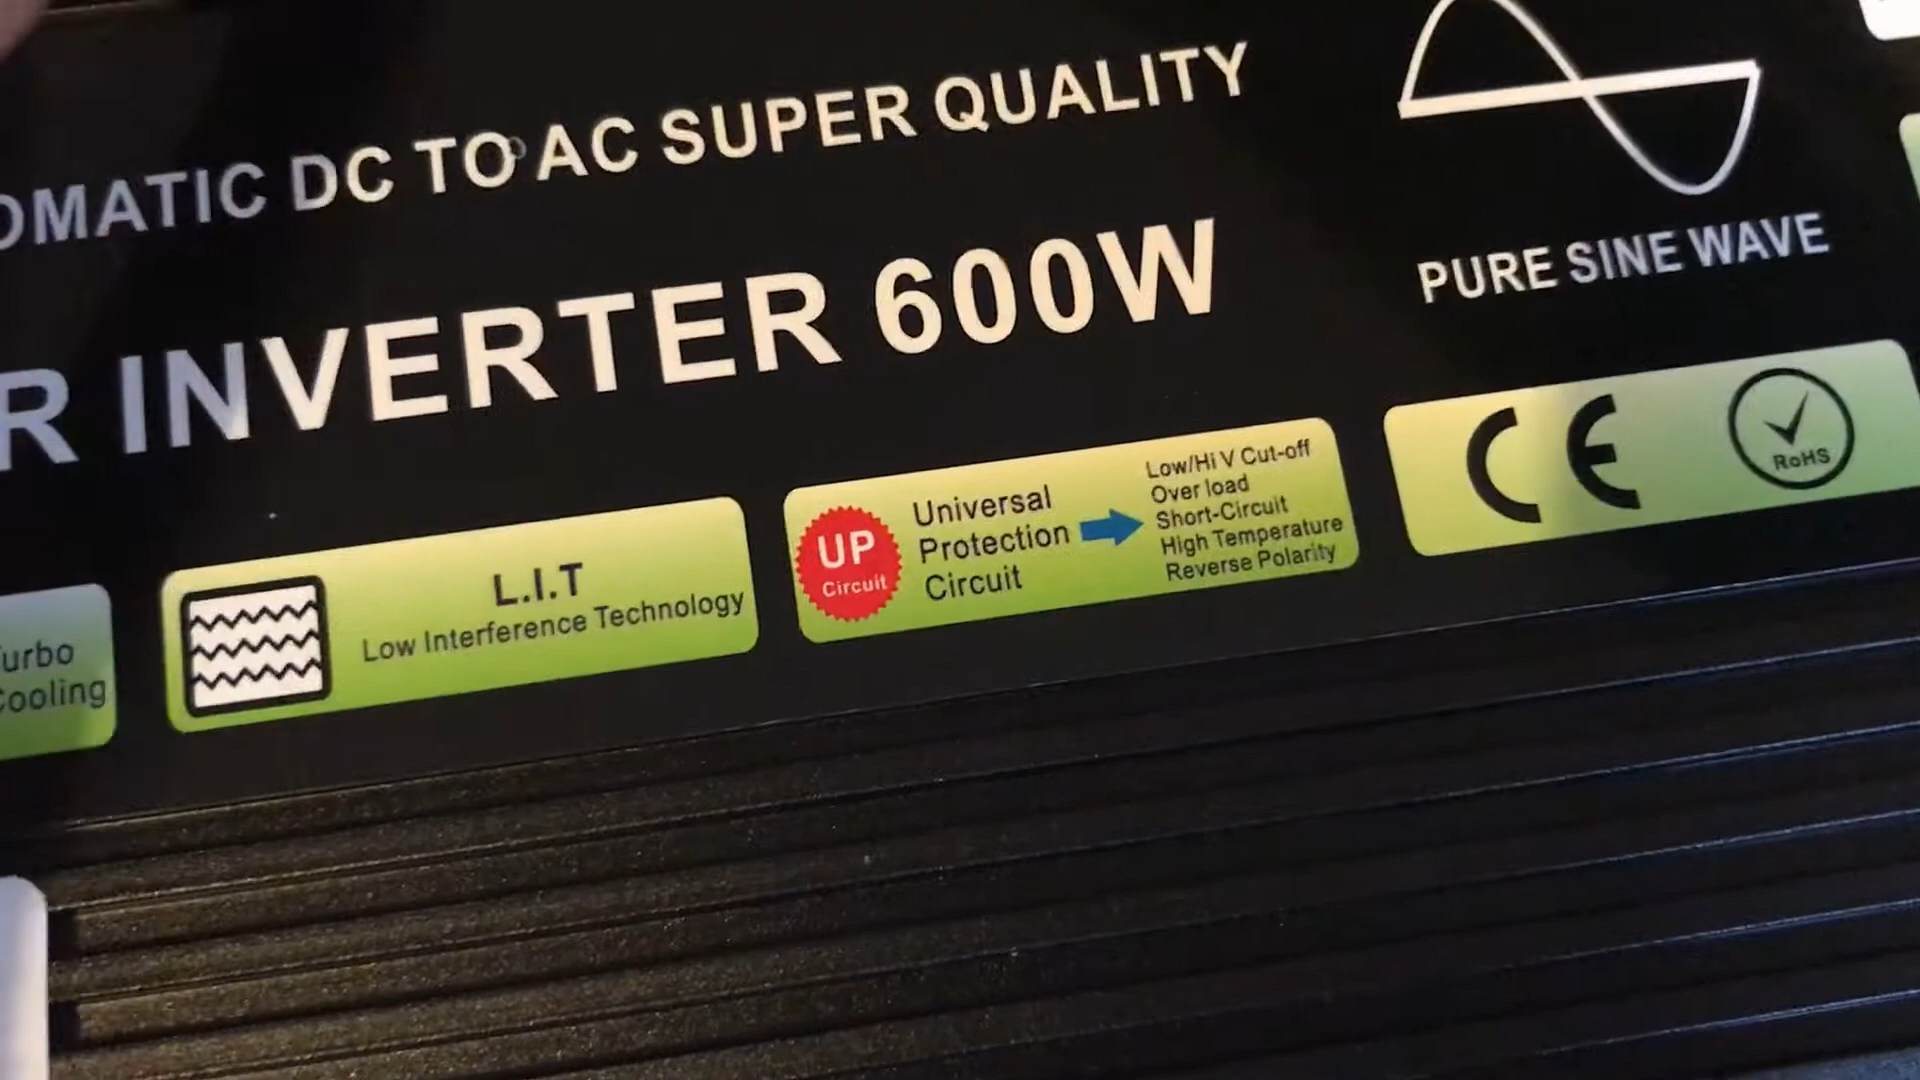 OMATIC DC TO AC SUPER QUALITY
R INVERTER 600W
PURE SINE WAVE
Turbo
Cooling
L.I.T
Low Interference Technology
UP
Circuit
Universal
Protection
Circuit
Low/Hi V Cut-off
Over load
Short-Circuit
High Temperature
Reverse Polarity
CE
RoHS